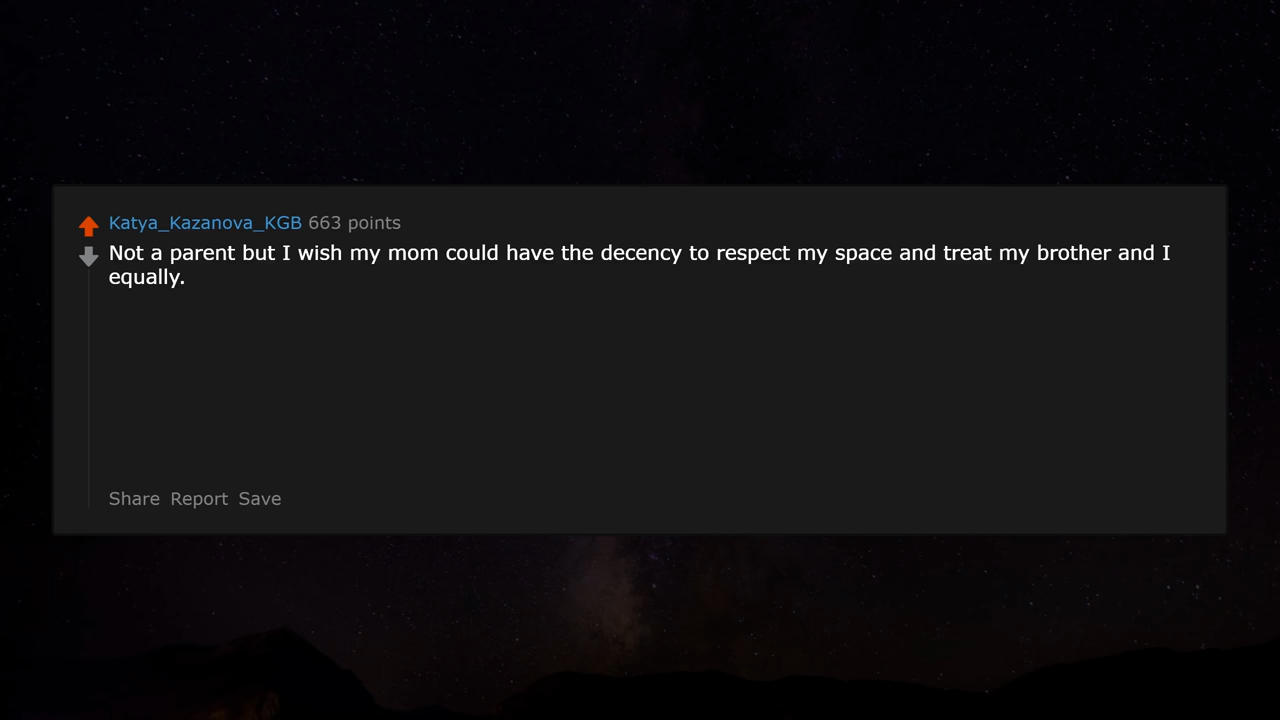 Katya_Kazanova_KGB 663 points
Not a parent but I wish my mom could have the decency to respect my space and treat my brother and I
equally.
Share Report Save